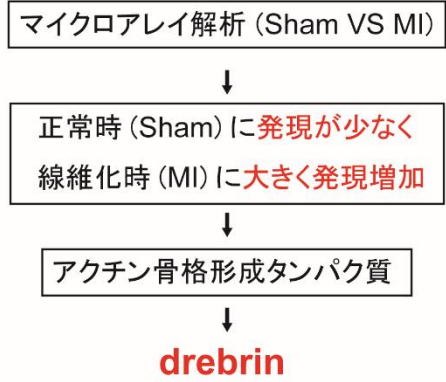 マイクロアレイ解析 (Sham VS MI)
正常時 (Sham) に発現が少なく
線維化時 (MI) に大きく発現増加
アクチン骨格形成タンパク質
drebrin